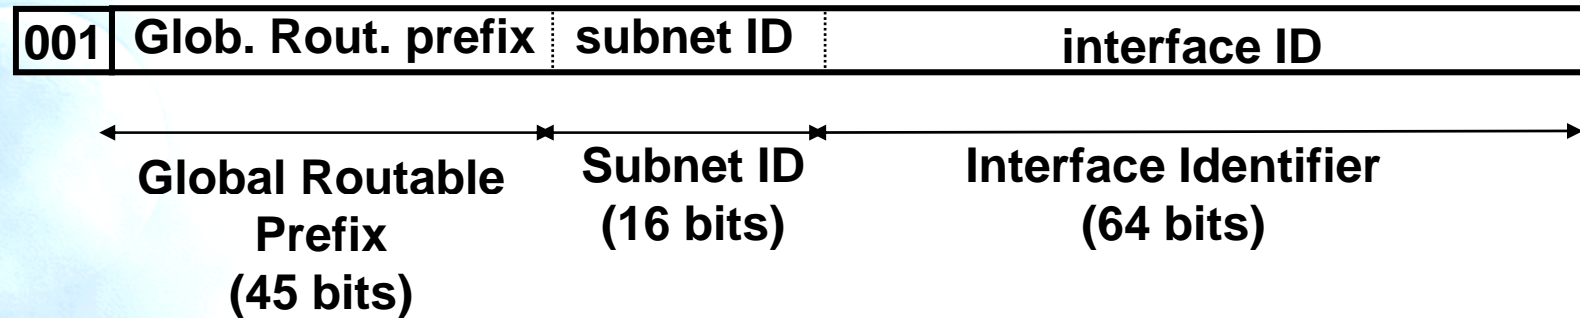 001 Glob. Rout. prefix subnet ID interface ID
Global Routable Prefix (45 bits)
Subnet ID (16 bits)
Interface Identifier (64 bits)